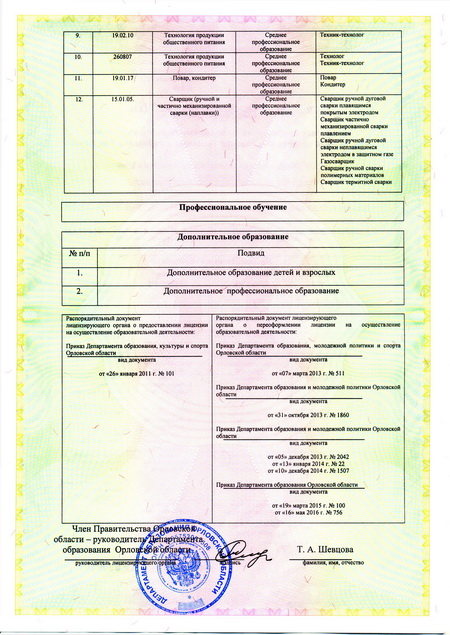 9. 19.02.10 Технология продукции Среднее Техник-технолог
общественного питания профессиональное
образование
10. 260807 Технология продукции Среднее Технолог
общественного питания профессиональное Техник-технолог
образование
11. 19.01.17 Повар, кондитер Среднее Повар
профессиональное Кондитер
образование
12. 15.01.05. Сварщик (ручной и Среднее Сварщик ручной дуговой
частично механизированной профессиональное сварки плавящимся
сварки (наплавки)) образование покрытым электродом
Сварщик частично
механизированной сварки
плавлением
Сварщик ручной дуговой
сварки неплавящимся
электродом в защитном газе
Газосварщик
Сварщик ручной сварки
полимерных материалов
Сварщик термитной сварки
Профессиональное обучение
Дополнительное образование
№ п/п Подвид
1. Дополнительное образование детей и взрослых
2. Дополнительное профессиональное образование
Распорядительный документ
лицензирующего органа о предоставлении лицензии
на осуществление образовательной деятельности:
Приказ Департамента образования, культуры и спорта
Орловской области
вид документа
от «26» января 2011 г. № 101
Распорядительный документ лицензирующего
органа о переоформлении лицензии на осуществление
образовательной деятельности:
Приказ Департамента образования, молодежной политики и спорта
Орловской области
вид документа
от «07» марта 2013 г. № 511
Приказ Департамента образования и молодежной политики Орловской
области
вид документа
от «31» октября 2013 г. № 1860
Приказ Департамента образования и молодежной политики Орловской
области
вид документа
от «05» декабря 2013 г. № 2042
от «13» января 2014 г. № 22
от «10» декабря 2014 г. № 1507
Приказ Департамента образования Орловской области
вид документа
от «19» марта 2015 г. № 100
от «16» мая 2016 г. № 756
Член Правительства Орловской
области – руководитель Департамента
образования Орловской области
руководитель лицензирующего органа
подпись
Т. А. Шевцова
фамилия, имя, отчество